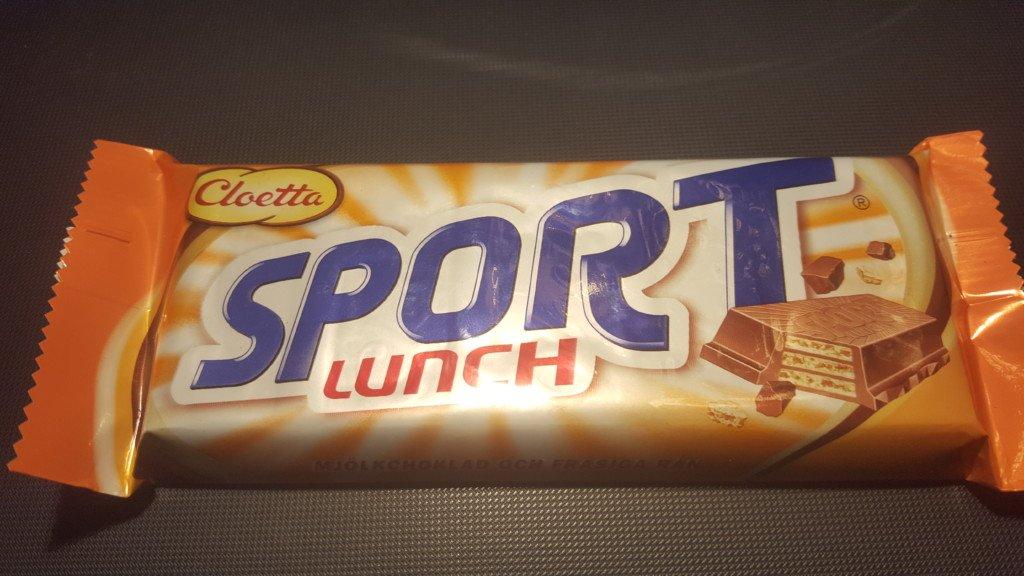 Cloetta
SPORT
®
LUNCH
MJÖLKCHOKLAD OCH FRASIGA RÅN